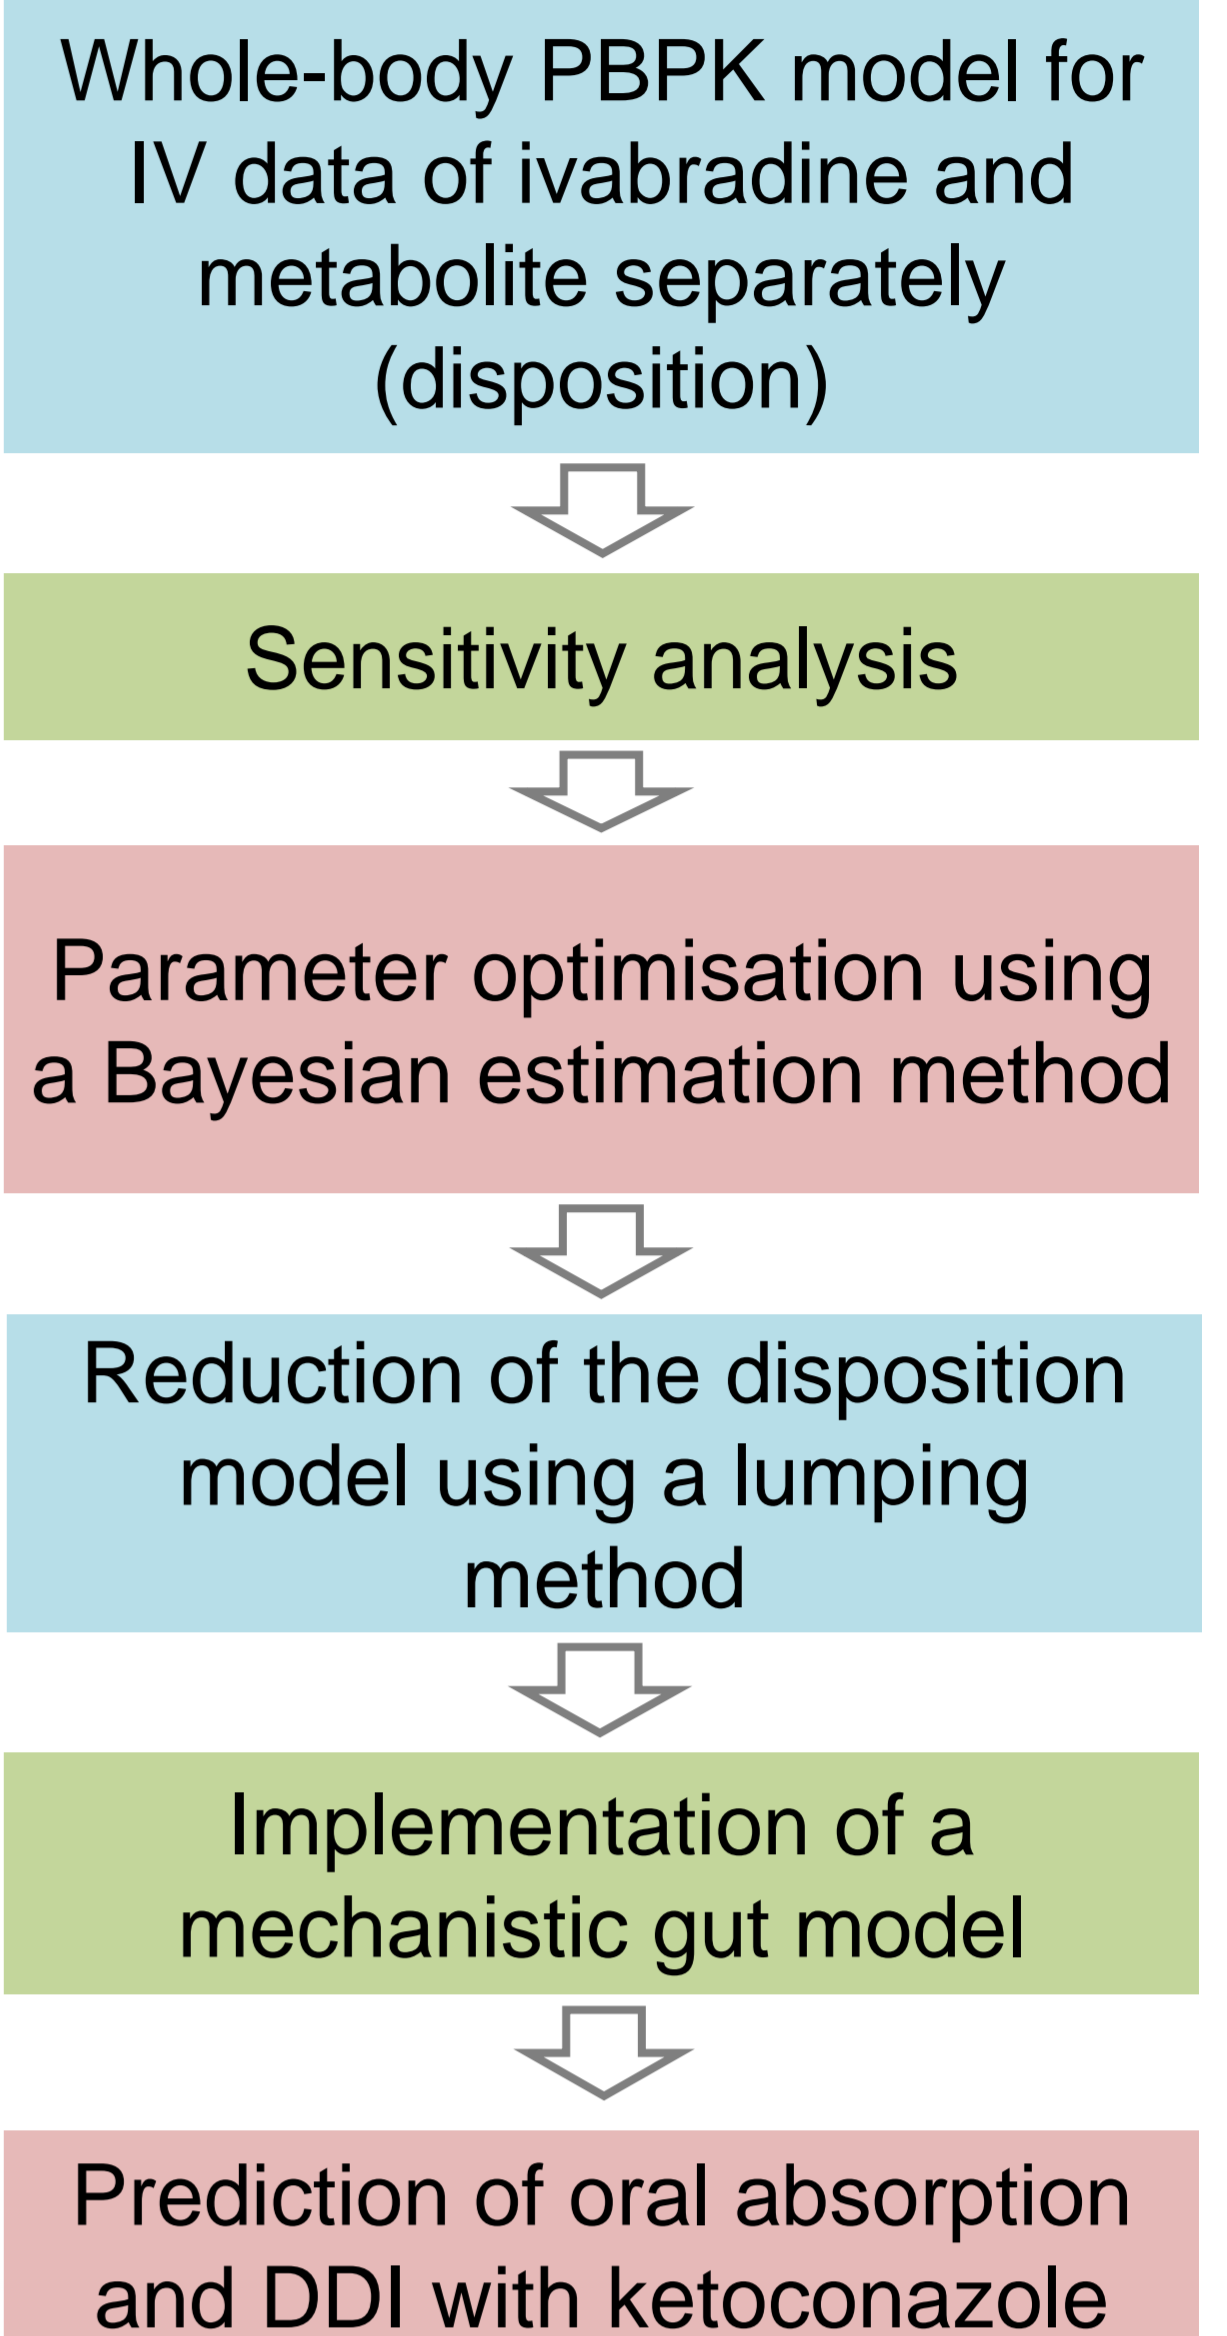 Whole-body PBPK model for
IV data of ivabradine and
metabolite separately
(disposition)
Sensitivity analysis
Parameter optimisation using
a Bayesian estimation method
Reduction of the disposition
model using a lumping
method
Implementation of a
mechanistic gut model
Prediction of oral absorption
and DDI with ketoconazole